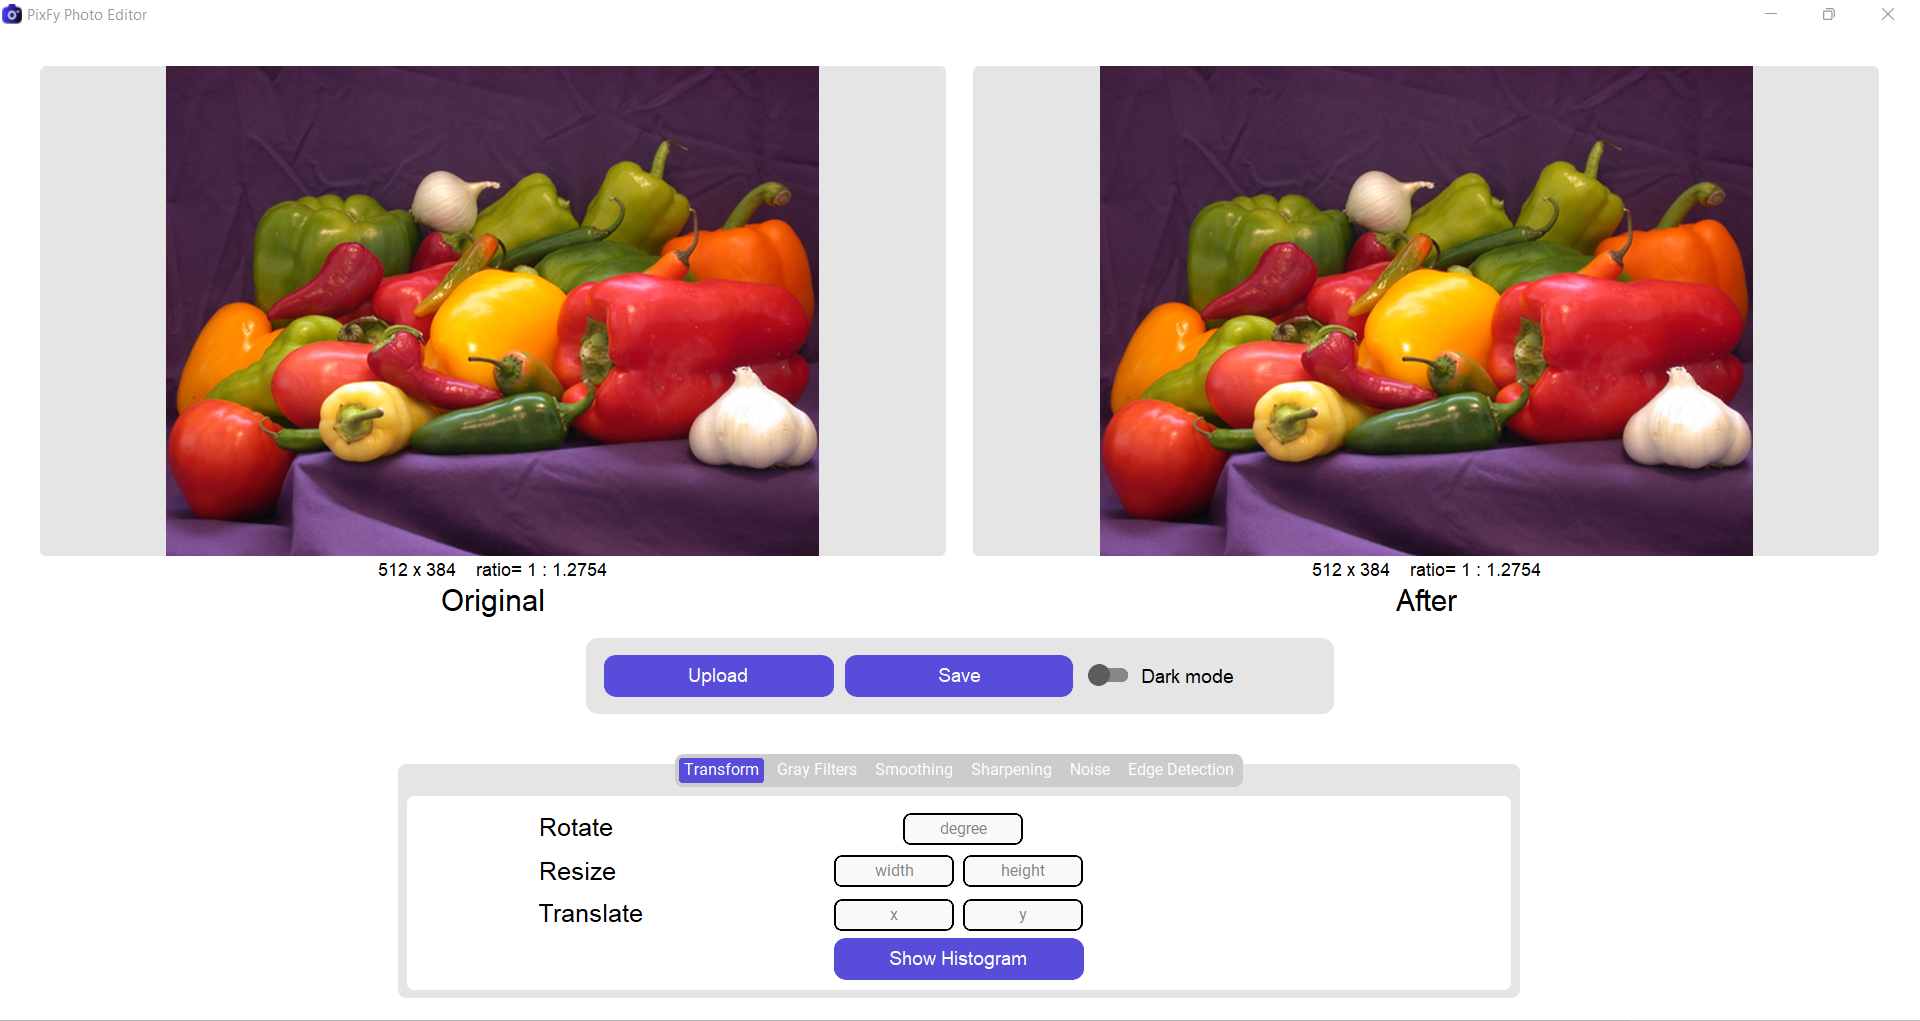 PixFy Photo Editor
512 x 384 ratio= 1 : 1.2754
Original
512 x 384 ratio= 1 : 1.2754
After
Upload
Save
Dark mode
Transform
Gray Filters
Smoothing
Sharpening
Noise
Edge Detection
Rotate
degree
Resize
width
height
Translate
x
y
Show Histogram